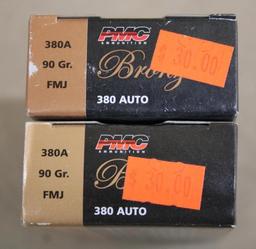 380A
90 Gr.
FMJ
PMC
AMMUNITION
Bronz
380 AUTO
$ 30.00
380A
90 Gr.
FMJ
PMC
AMMUNITION
380 AUTO
$ 30.00